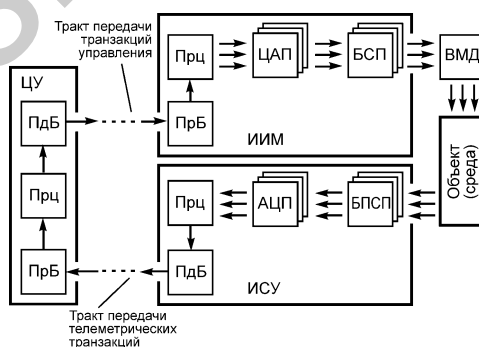 Тракт передачи
транзакций
управления
ЦУ
ПдБ
Прц
ПрБ
Прц
ЦАП
БСП
ВМД
ПрБ
ИИМ
Объект
(среда)
Прц
АЦП
БПСП
ПдБ
ИСУ
Тракт передачи
телеметрических
транзакций